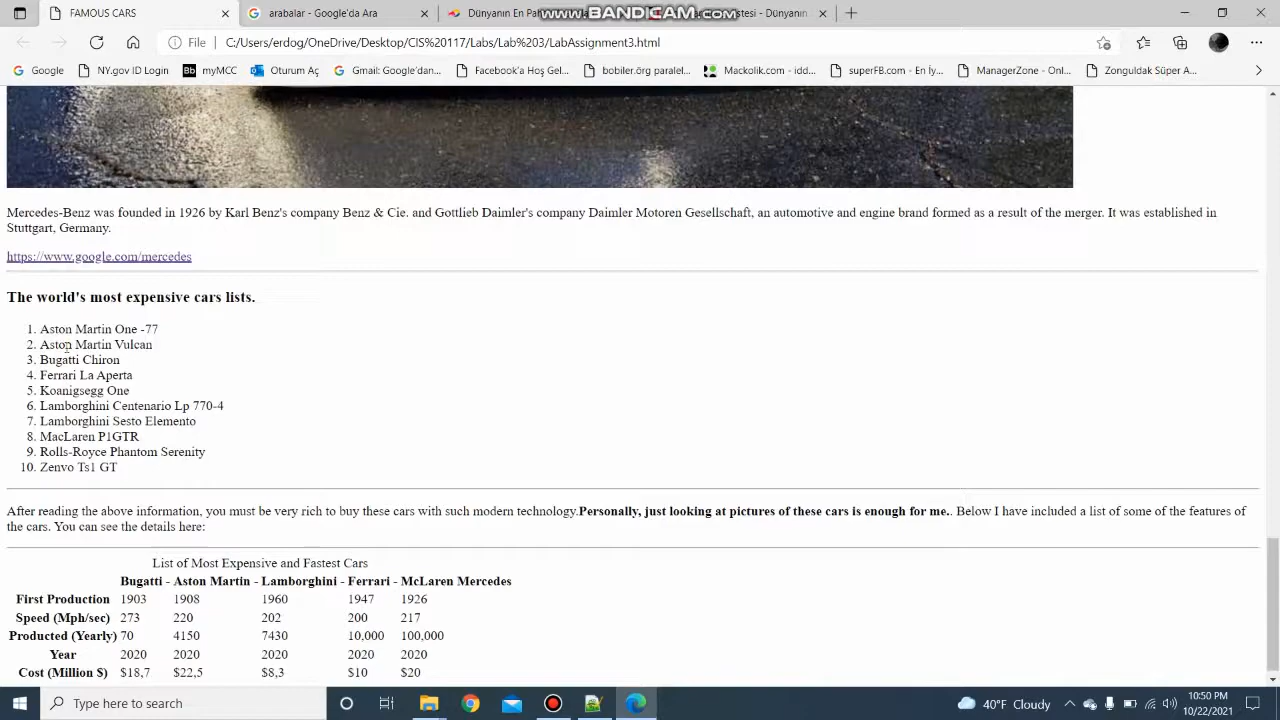 FAMOUS CARS
arabalar - Google'da Ara
Dünyanın En Pa
stesi - Dünyanın
www.BANDICAM.com
File
C:/Users/erdog/OneDrive/Desktop/CIS%20117/Labs/Lab%203/LabAssignment3.html
Google
NY.gov ID Login
Bb myMCC
Oturum Aç
Gmail: Google'dan...
Facebook'a Hoş Gel...
bobiler.örg paralel...
Mackolik.com - idd...
superFB.com - En İy...
ManagerZone - Onl...
Zonguldak Süper A...
Mercedes-Benz was founded in 1926 by Karl Benz's company Benz & Cie. and Gottlieb Daimler's company Daimler Motoren Gesellschaft, an automotive and engine brand formed as a result of the merger. It was established in
Stuttgart, Germany.
https://www.google.com/mercedes
The world's most expensive cars lists.
1. Aston Martin One -77
2. Aston Martin Vulcan
3. Bugatti Chiron
4. Ferrari La Aperta
5. Koanigsegg One
6. Lamborghini Centenario Lp 770-4
7. Lamborghini Sesto Elemento
8. MacLaren P1GTR
9. Rolls-Royce Phantom Serenity
10. Zenvo Ts1 GT
After reading the above information, you must be very rich to buy these cars with such modern technology.Personally, just looking at pictures of these cars is enough for me.. Below I have included a list of some of the features of
the cars. You can see the details here:
List of Most Expensive and Fastest Cars
Bugatti - Aston Martin - Lamborghini - Ferrari - McLaren Mercedes
First Production 1903 1908 1960 1947 1926
Speed (Mph/sec) 273 220 202 200 217
Producted (Yearly) 70 4150 7430 10,000 100,000
Year 2020 2020 2020 2020 2020
Cost (Million $) $18,7 $22,5 $8,3 $10 $20
Type here to search
40°F Cloudy
10:50 PM
10/22/2021